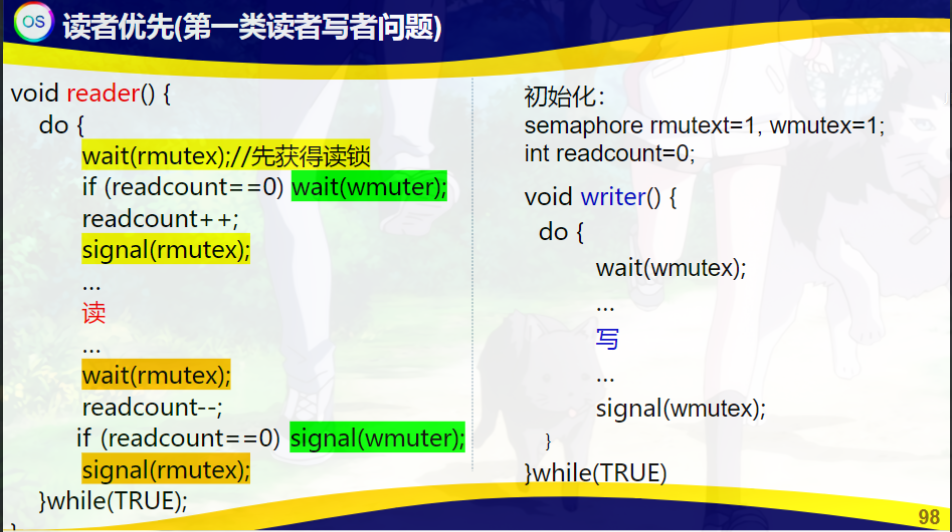 OS
读者优先(第一类读者写者问题)
void reader() {
do {
wait(rmutex);//先获得读锁
if (readcount==0) wait(wmuter);
readcount++;
signal(rmutex);
...
读
...
wait(rmutex);
readcount--;
if (readcount==0) signal(wmuter);
signal(rmutex);
}while(TRUE);
}
初始化：
semaphore rmutext=1, wmutex=1;
int readcount=0;
void writer() {
do {
wait(wmutex);
...
写
...
signal(wmutex);
}
}while(TRUE)
98